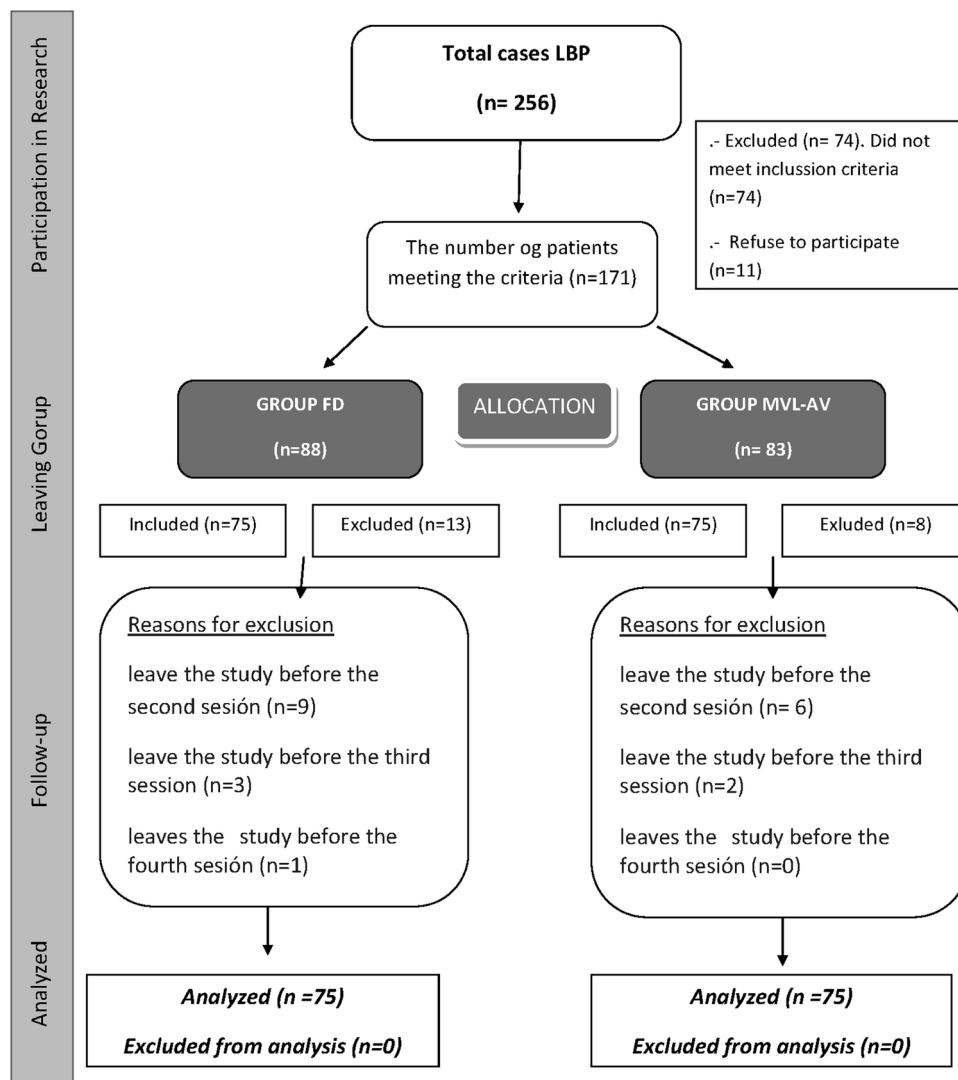 Participation in Research
Total cases LBP
(n= 256)
.- Excluded (n= 74). Did not
meet inclussion criteria
(n=74)
.- Refuse to participate
(n=11)
The number og patients
meeting the criteria (n=171)
Leaving Gorup
GROUP FD
(n=88)
ALLOCATION
GROUP MVL-AV
(n= 83)
Included (n=75)
Excluded (n=13)
Included (n=75)
Exluded (n=8)
Follow-up
Reasons for exclusion
leave the study before the
second sesión (n=9)
leave the study before the third
session (n=3)
leaves the study before the
fourth sesión (n=1)
Reasons for exclusion
leave the study before the
second sesión (n= 6)
leave the study before the third
session (n=2)
leaves the study before the
fourth sesión (n=0)
Analyzed
Analyzed (n =75)
Excluded from analysis (n=0)
Analyzed (n =75)
Excluded from analysis (n=0)